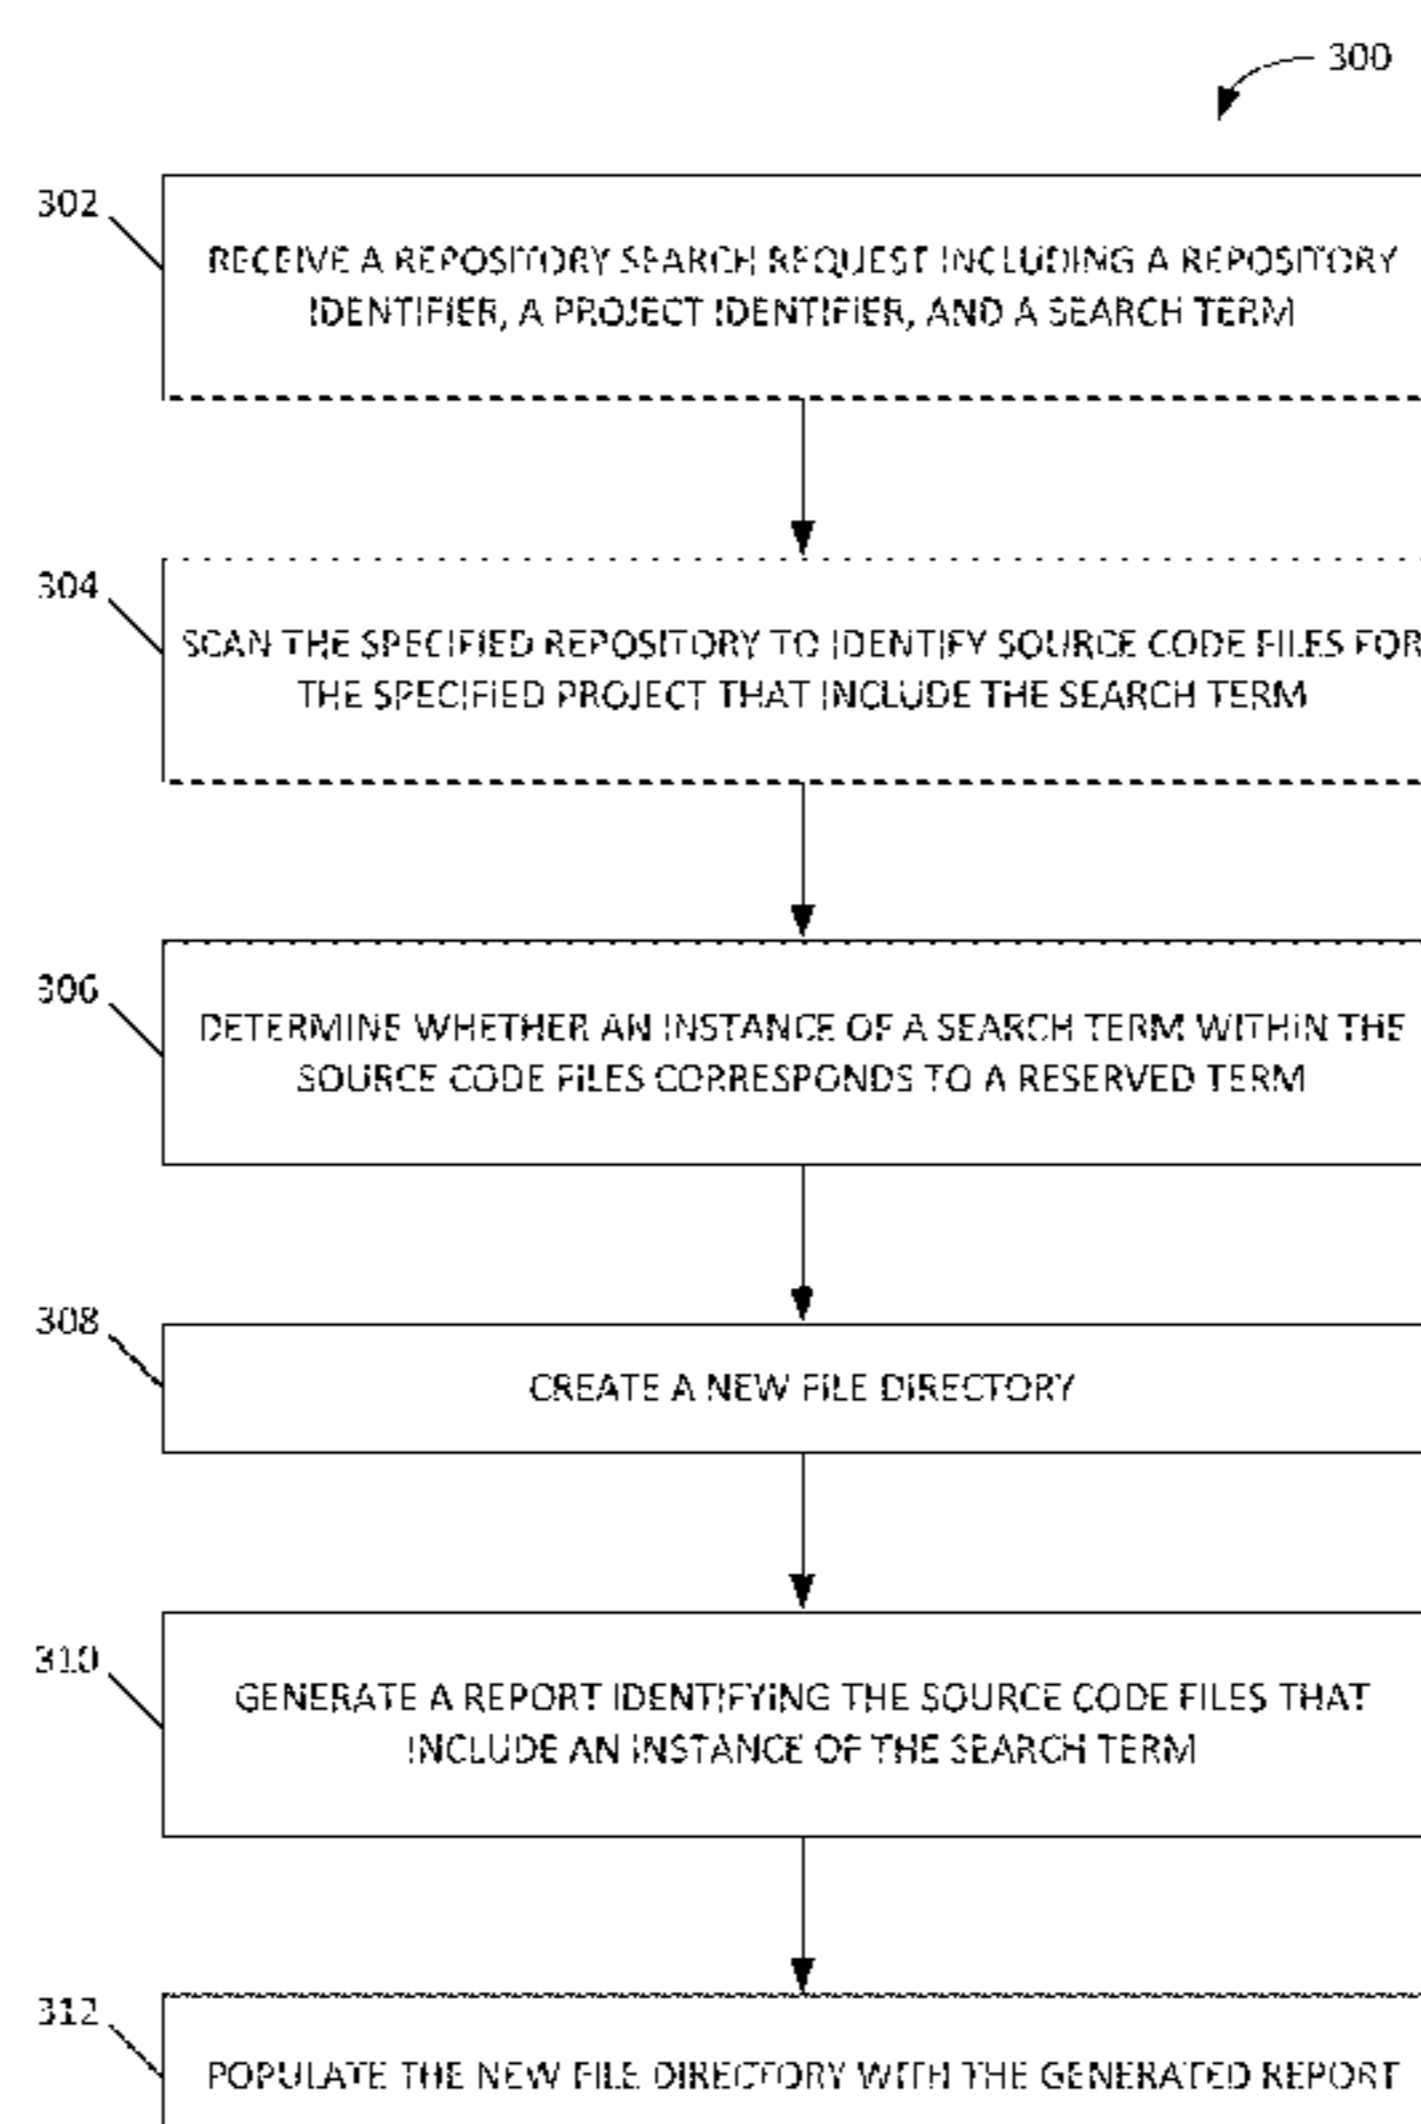 300
302
RECEIVE A REPOSITORY SEARCH REQUEST INCLUDING A REPOSITORY
IDENTIFIER, A PROJECT IDENTIFIER, AND A SEARCH TERM
304
SCAN THE SPECIFIED REPOSITORY TO IDENTIFY SOURCE CODE FILES FOR
THE SPECIFIED PROJECT THAT INCLUDE THE SEARCH TERM
306
DETERMINE WHETHER AN INSTANCE OF A SEARCH TERM WITHIN THE
SOURCE CODE FILES CORRESPONDS TO A RESERVED TERM
308
CREATE A NEW FILE DIRECTORY
310
GENERATE A REPORT IDENTIFYING THE SOURCE CODE FILES THAT
INCLUDE AN INSTANCE OF THE SEARCH TERM
312
POPULATE THE NEW FILE DIRECTORY WITH THE GENERATED REPORT